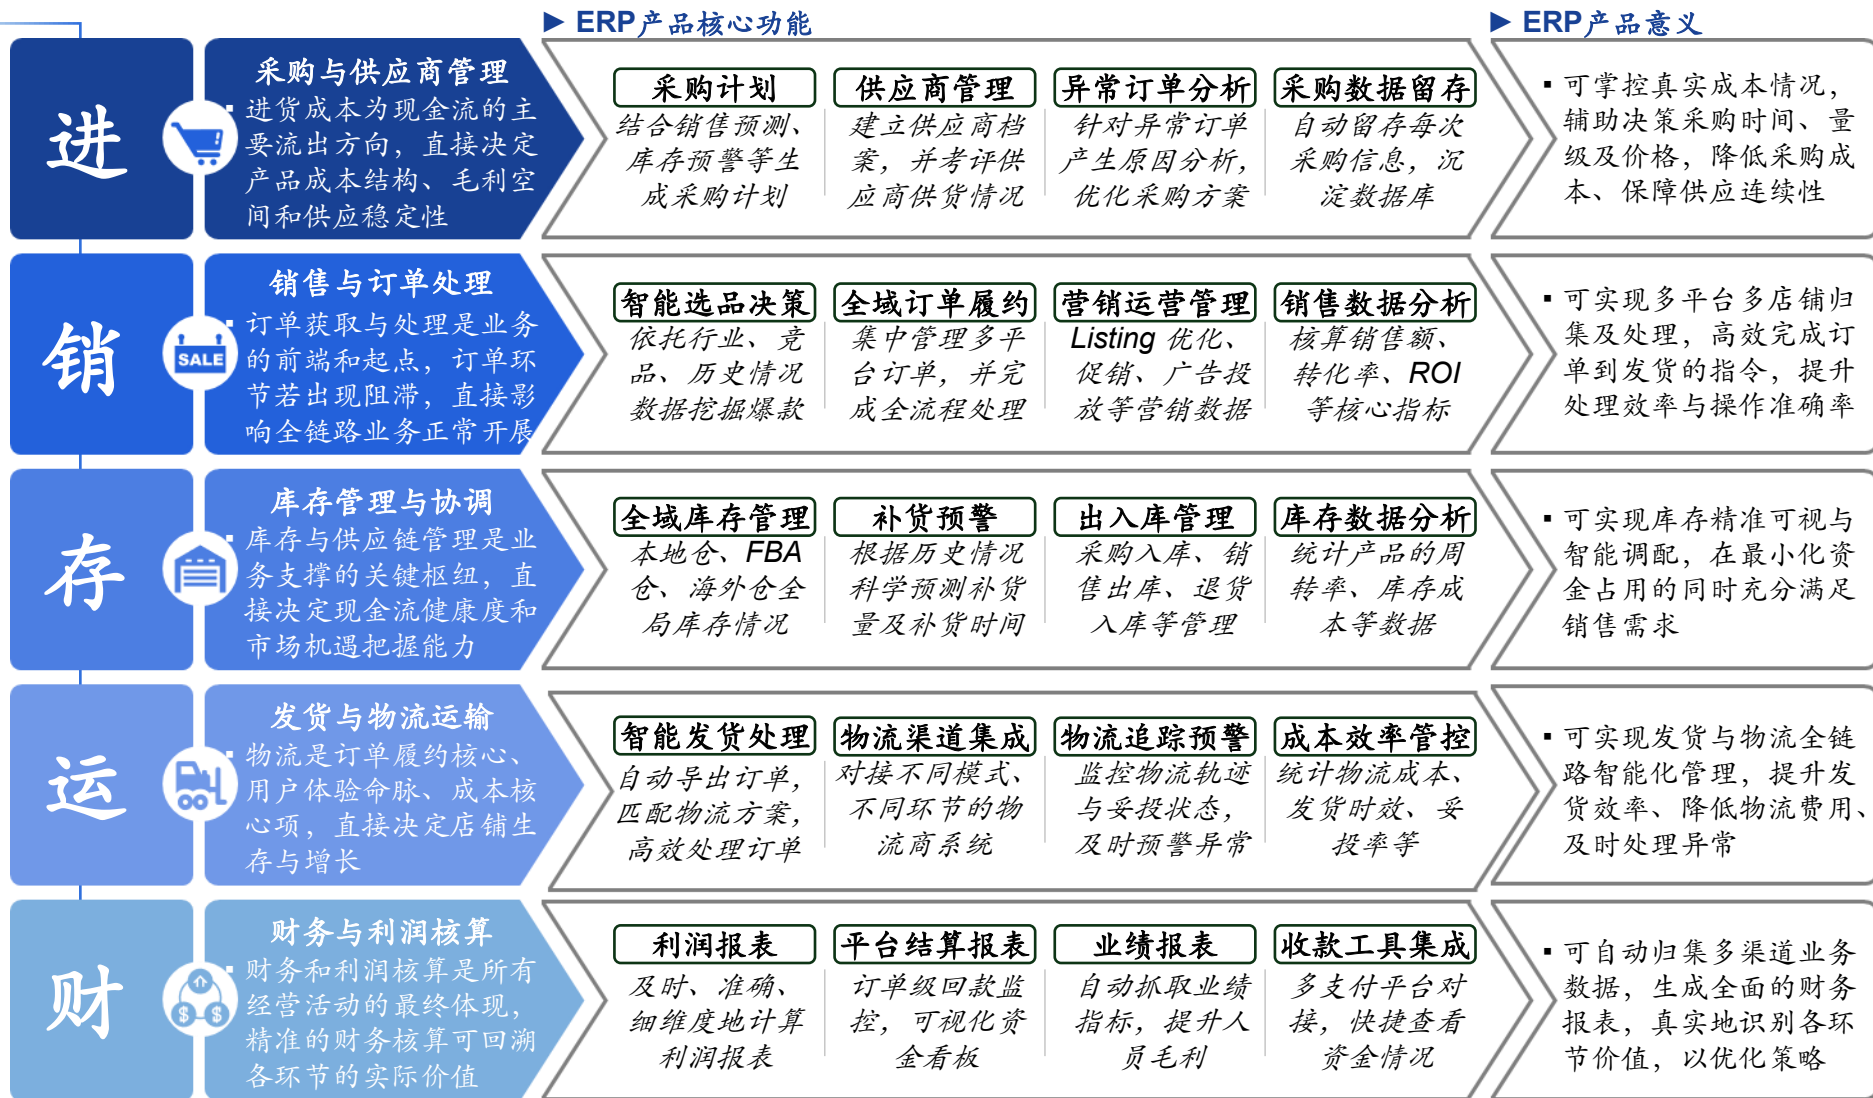 ► ERP产品核心功能
► ERP产品意义
进
采购与供应商管理
进货成本为现金流的主
要流出方向，直接决定
产品成本结构、毛利空
间和供应稳定性
采购计划
结合销售预测、
库存预警等生
成采购计划
供应商管理
建立供应商档
案，并考评供
应商供货情况
异常订单分析
针对异常订单
产生原因分析，
优化采购方案
采购数据留存
自动留存每次
采购信息，沉
淀数据库
▪ 可掌控真实成本情况，
辅助决策采购时间、量
级及价格，降低采购成
本、保障供应连续性
销
SALE
销售与订单处理
▪ 订单获取与处理是业务
的前端和起点，订单环
节若出现阻滞，直接影
响全链路业务正常开展
智能选品决策
依托行业、竞
品、历史情况
数据挖掘爆款
全域订单履约
集中管理多平
台订单，并完
成全流程处理
营销运营管理
Listing 优化、
促销、广告投
放等营销数据
销售数据分析
核算销售额、
转化率、ROI
等核心指标
▪ 可实现多平台多店铺归
集及处理，高效完成订
单到发货的指令，提升
处理效率与操作准确率
存
库存管理与协调
▪ 库存与供应链管理是业
务支撑的关键枢纽，直
接决定现金流健康度和
市场机遇把握能力
全域库存管理
本地仓、FBA
仓、海外仓全
局库存情况
补货预警
根据历史情况
科学预测补货
量及补货时间
出入库管理
采购入库、销
售出库、退货
入库等管理
库存数据分析
统计产品的周
转率、库存成
本等数据
▪ 可实现库存精准可视与
智能调配，在最小化资
金占用的同时充分满足
销售需求
运
发货与物流运输
▪ 物流是订单履约核心、
用户体验命脉、成本核
心项，直接决定店铺生
存与增长
智能发货处理
自动导出订单，
匹配物流方案，
高效处理订单
物流渠道集成
对接不同模式、
不同环节的物
流商系统
物流追踪预警
监控物流轨迹
与妥投状态，
及时预警异常
成本效率管控
统计物流成本、
发货时效、妥
投率等
▪ 可实现发货与物流全链
路智能化管理，提升发
货效率、降低物流费用、
及时处理异常
财
$ $
财务与利润核算
▪ 财务和利润核算是所有
经营活动的最终体现，
精准的财务核算可回溯
各环节的实际价值
利润报表
及时、准确、
细维度地计算
利润报表
平台结算报表
订单级回款监
控，可视化资
金看板
业绩报表
自动抓取业绩
指标，提升人
员毛利
收款工具集成
多支付平台对
接，快捷查看
资金情况
▪ 可自动归集多渠道业务
数据，生成全面的财务
报表，真实地识别各环
节价值，以优化策略